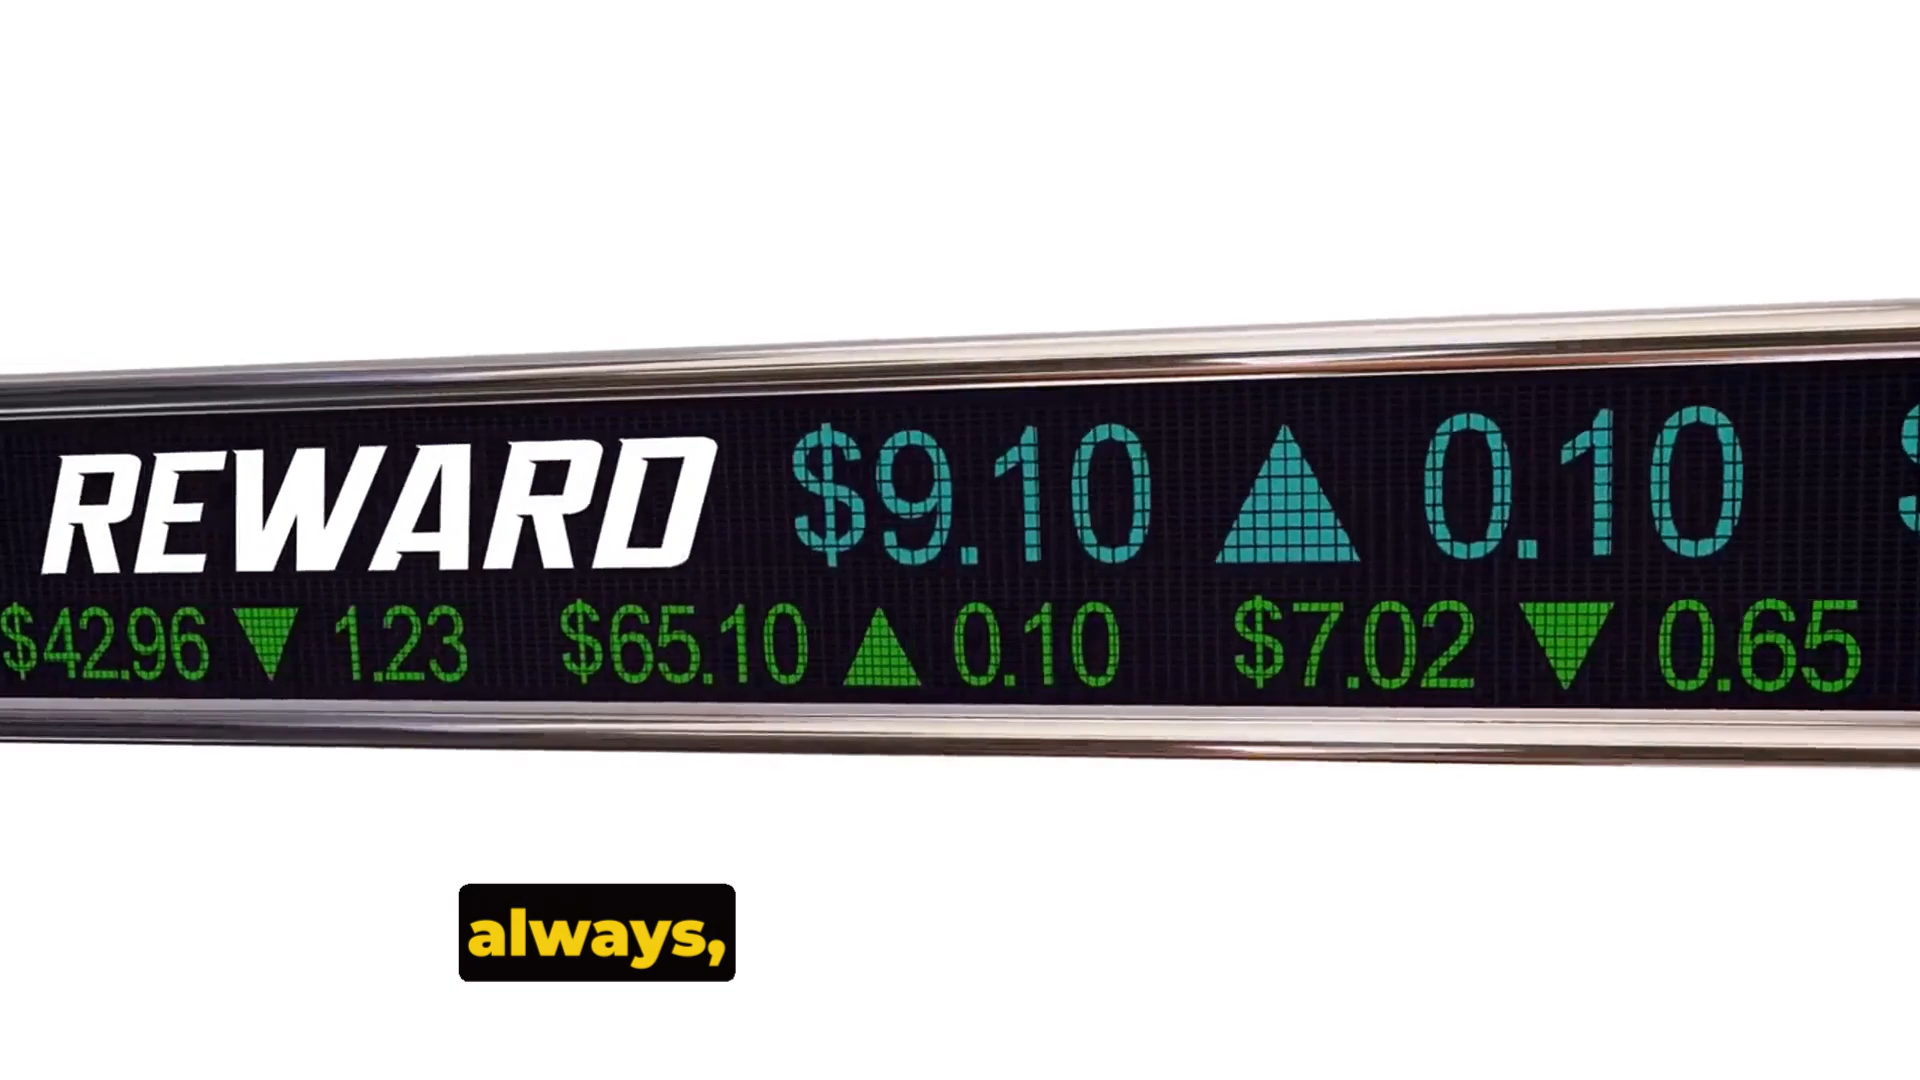 REWARD $9.10 ▲ 0.10
$42.96 ▼ 1.23 $65.10 ▲ 0.10 $7.02 ▼ 0.65
always,